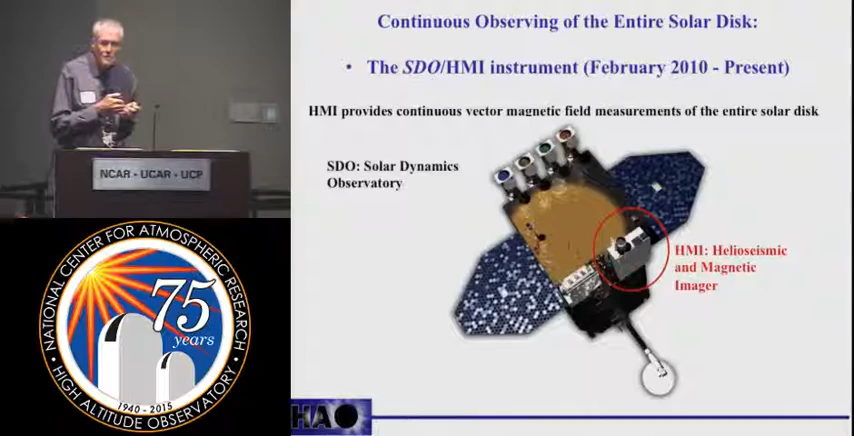 Continuous Observing of the Entire Solar Disk:
• The SDO/HMI instrument (February 2010 - Present)
HMI provides continuous vector magnetic field measurements of the entire solar disk
SDO: Solar Dynamics
Observatory
HMI: Helioseismic
and Magnetic
Imager
NCAR - UCAR - UCP
NATIONAL CENTER FOR ATMOSPHERIC RESEARCH
75
years
1940 - 2015
HIGH ALTITUDE OBSERVATORY
HAO